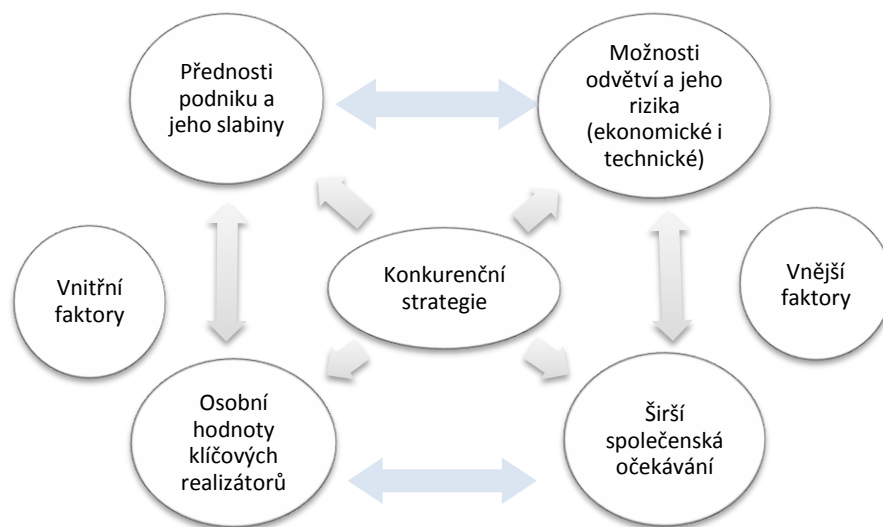 Přednosti
podniku a
jeho slabiny
Možnosti
odvětví a jeho
rizika
(ekonomické i
technické)
Vnitřní
faktory
Konkurenční
strategie
Vnější
faktory
Osobní
hodnoty
klíčových
realizátorů
Širší
společenská
očekávání